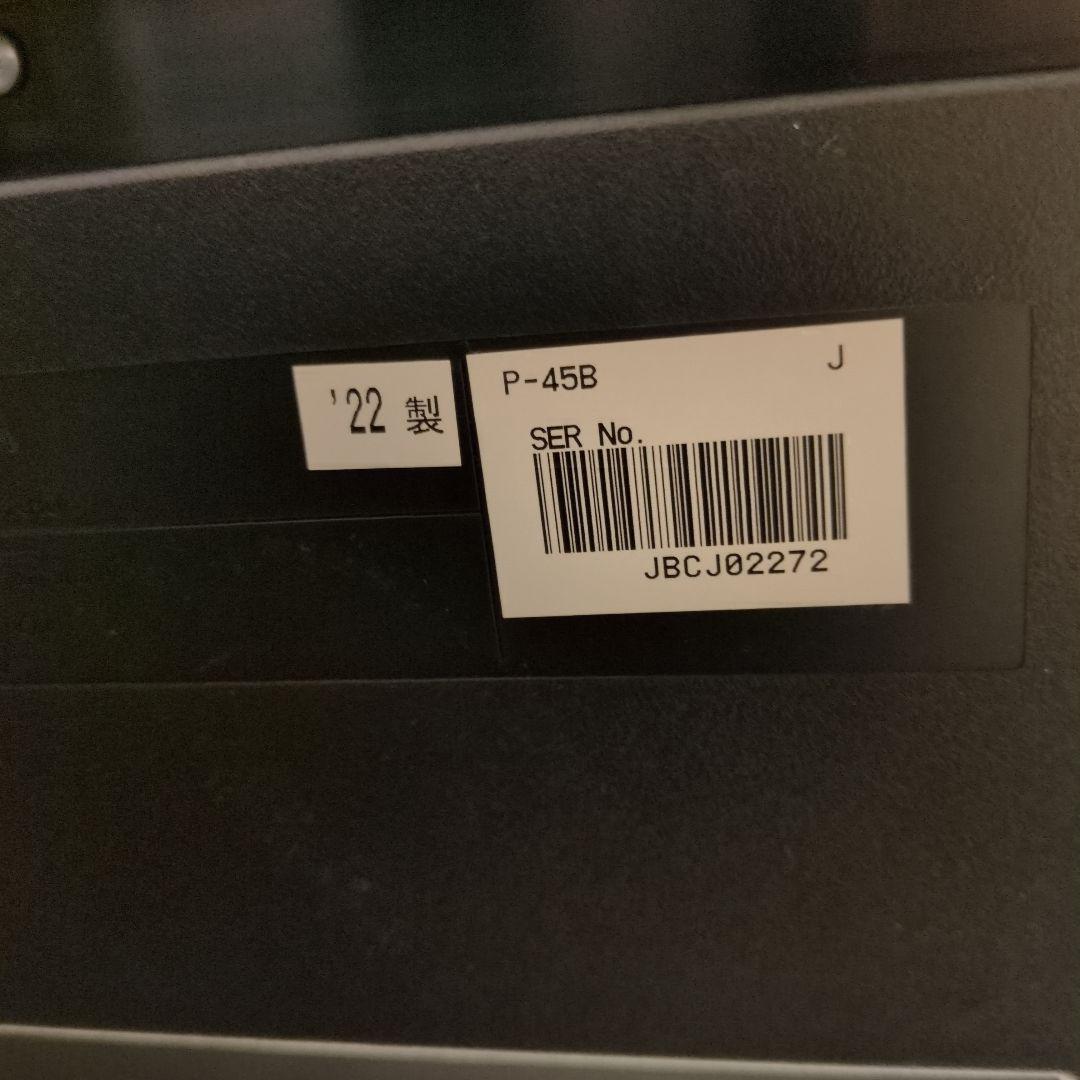 '22 製
P-45B J
SER No.
JBCJ02272